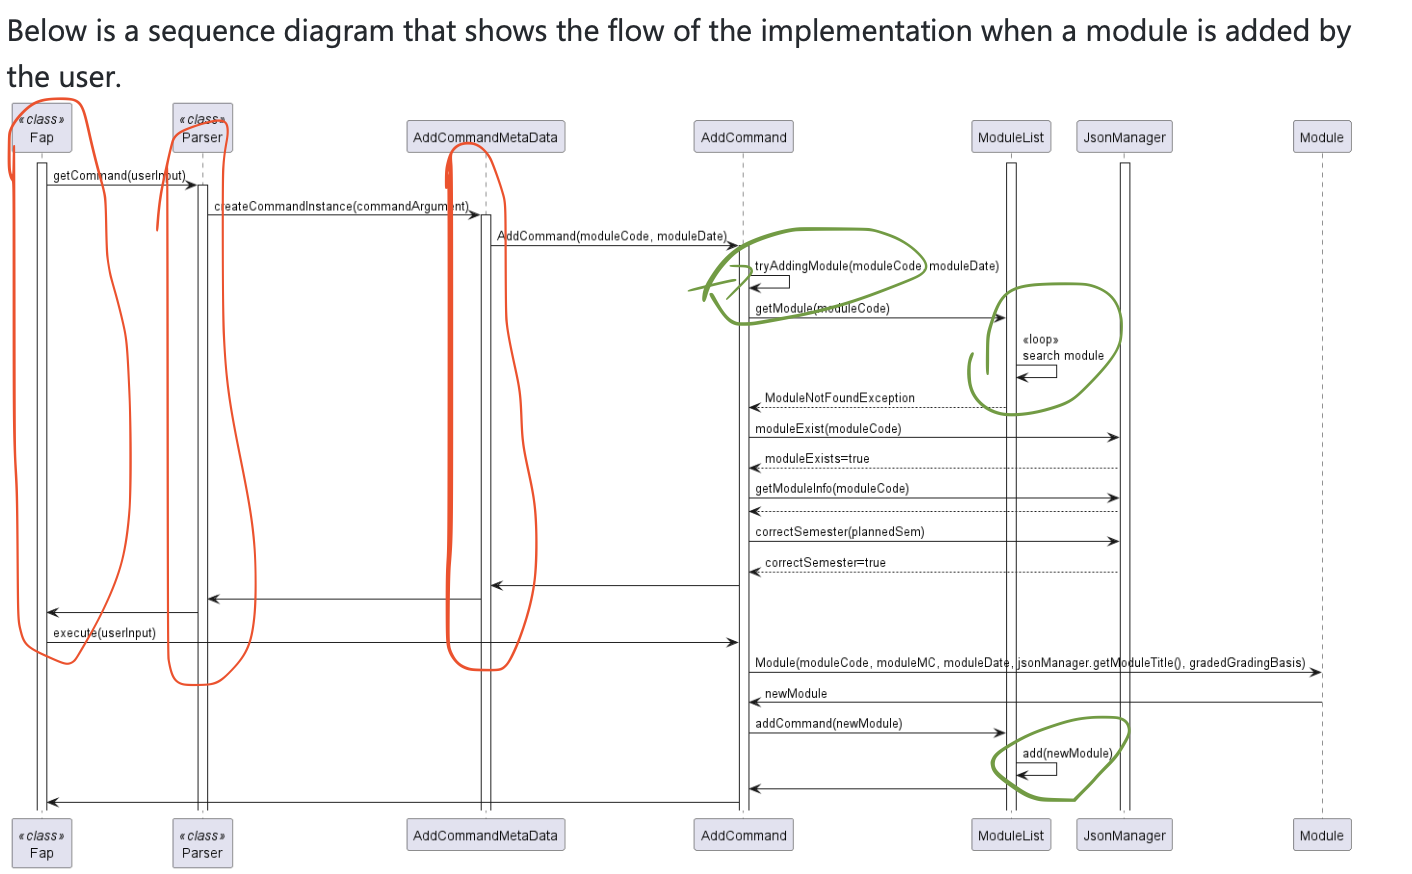 Below is a sequence diagram that shows the flow of the implementation when a module is added by
the user.
«class»
Fap
«class»
Parser
AddCommandMetaData
AddCommand
ModuleList
JsonManager
Module
getCommand(userInput)
createCommandInstance(commandArgument)
AddCommand(moduleCode, moduleDate)
tryAddingModule(moduleCode, moduleDate)
getModule(moduleCode)
«loop»
search module
ModuleNotFoundException
moduleExist(moduleCode)
moduleExists=true
getModuleInfo(moduleCode)
correctSemester(plannedSem)
correctSemester=true
execute(userInput)
Module(moduleCode, moduleMC, moduleDate, jsonManager.getModuleTitle(), gradedGradingBasis)
newModule
addCommand(newModule)
add(newModule)
«class»
Fap
«class»
Parser
AddCommandMetaData
AddCommand
ModuleList
JsonManager
Module